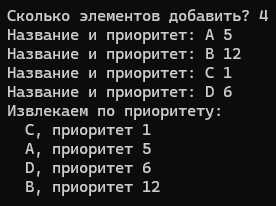 Сколько элементов добавить? 4
Название и приоритет: A 5
Название и приоритет: B 12
Название и приоритет: C 1
Название и приоритет: D 6
Извлекаем по приоритету:
  C, приоритет 1
  A, приоритет 5
  D, приоритет 6
  B, приоритет 12